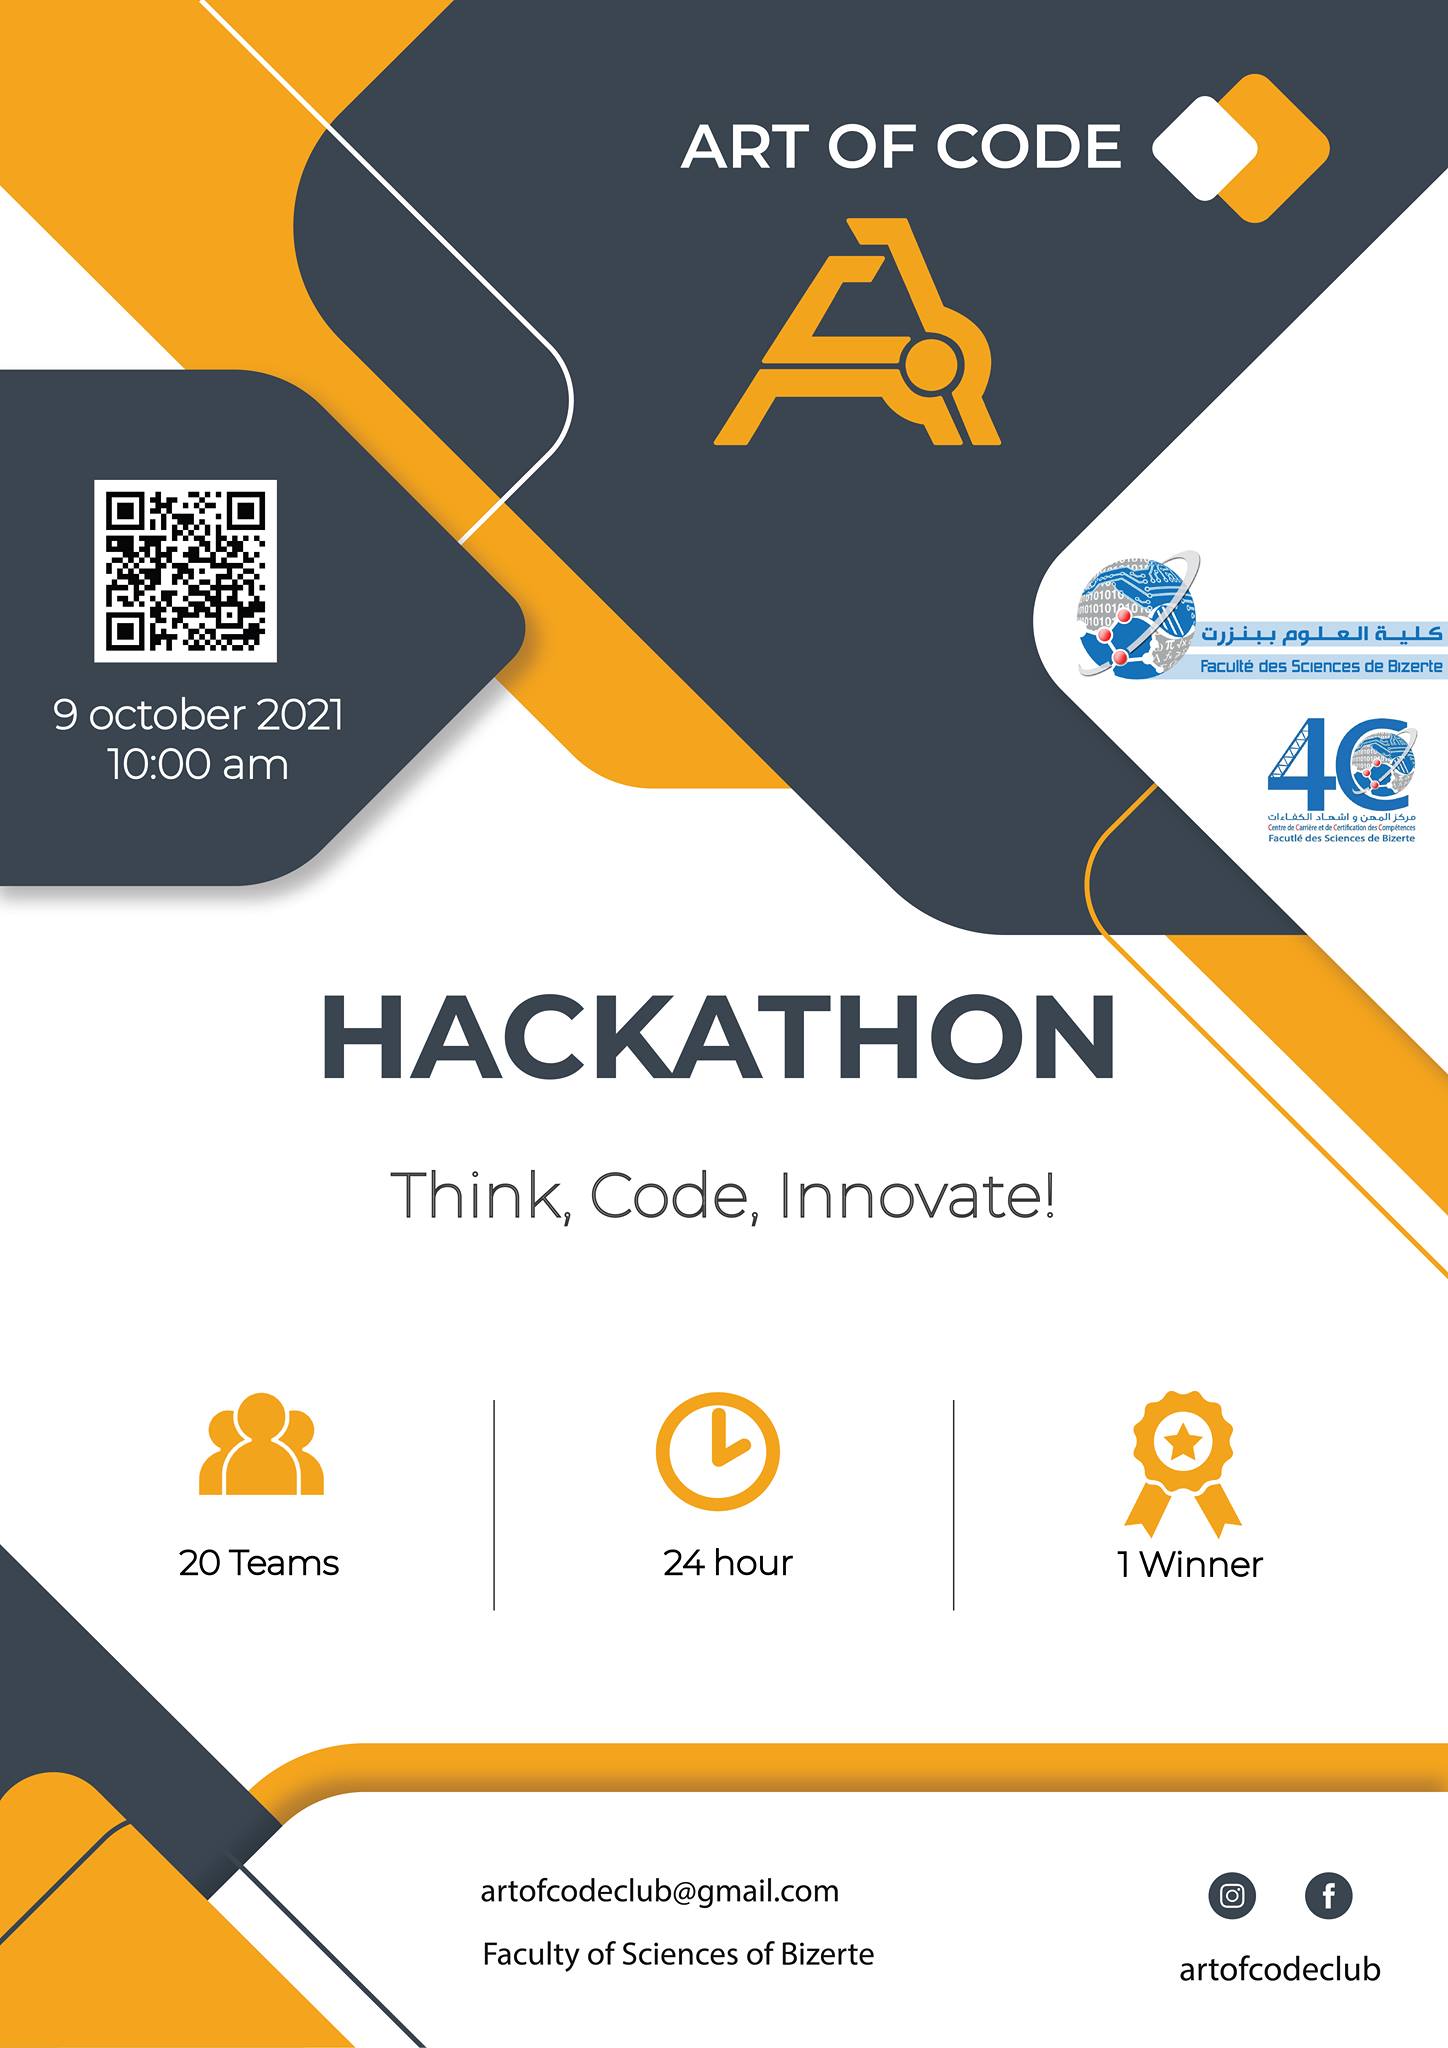 ART OF CODE
9 october 2021
10:00 am
كلية العلوم ببنزرت
Faculté des Sciences de Bizerte
4C
مركز المهن و اشهاد الكفاءات
Centre de Carrière et de Certification des Compétences
Facutlé des Sciences de Bizerte
HACKATHON
Think, Code, Innovate!
20 Teams
24 hour
1 Winner
artofcodeclub@gmail.com
Faculty of Sciences of Bizerte
artofcodeclub